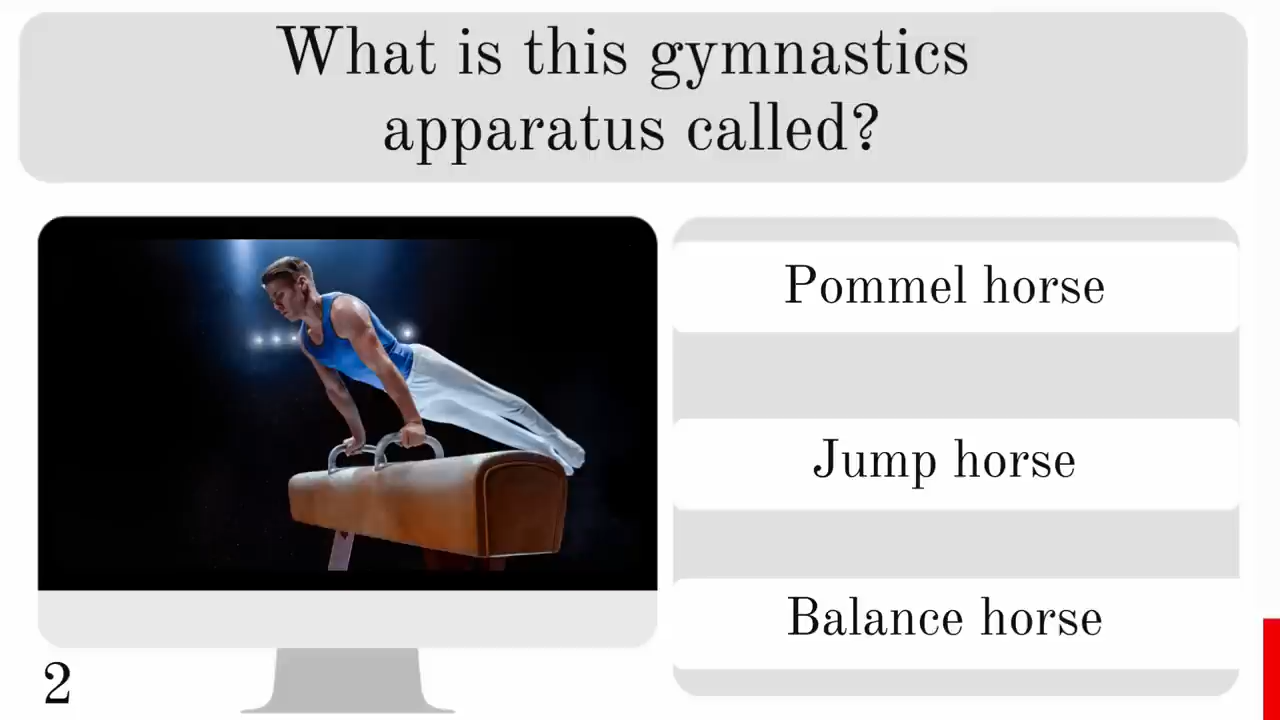 What is this gymnastics
apparatus called?
Pommel horse
Jump horse
Balance horse
2